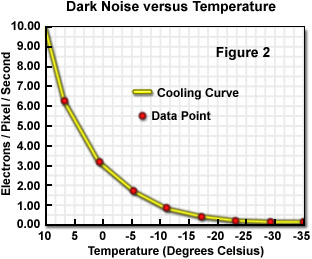 Dark Noise versus Temperature
10.00
9.00
8.00
7.00
6.00
5.00
4.00
3.00
2.00
1.00
0.00
Electrons / Pixel / Second
Figure 2
Cooling Curve
Data Point
10 5 0 -5 -10 -15 -20 -25 -30 -35
Temperature (Degrees Celsius)